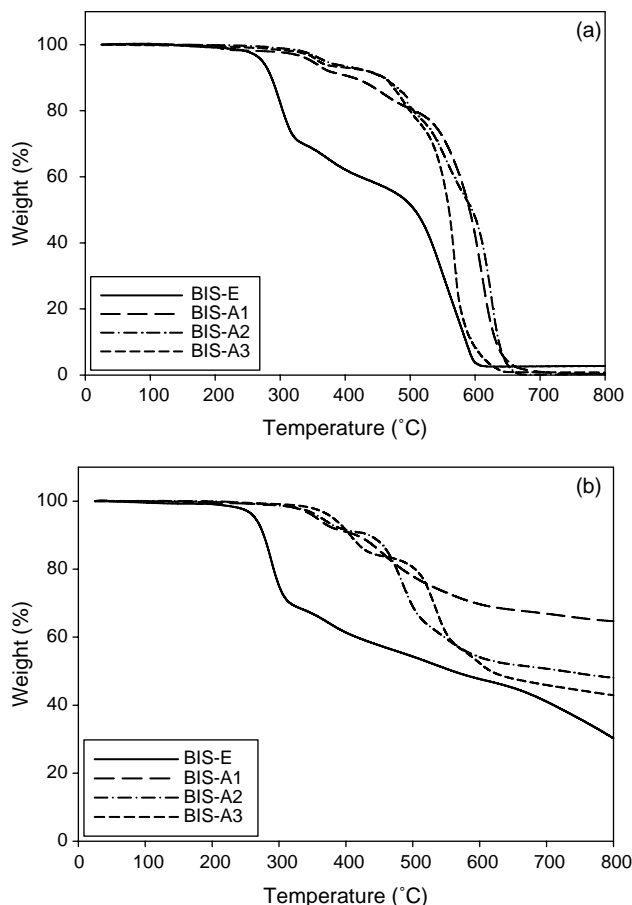 (a)
100
80
60
40
20
0
Weight (%)
BIS-E
BIS-A1
BIS-A2
BIS-A3
0 100 200 300 400 500 600 700 800
Temperature (˚C)
(b)
100
80
60
40
20
0
Weight (%)
BIS-E
BIS-A1
BIS-A2
BIS-A3
0 100 200 300 400 500 600 700 800
Temperature (˚C)